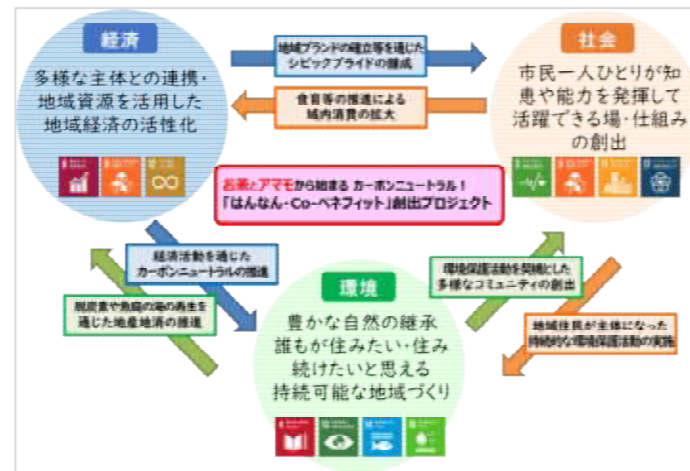 経済
多様な主体との連携・
地域資源を活用した
地域経済の活性化
地域ブランドの確立等を通じた
シビックプライドの醸成
食育等の推進による
域内消費の拡大
社会
市民一人ひとりが知
恵や能力を発揮して
活躍できる場・仕組み
の創出
お茶とアマモから始まる カーボンニュートラル！
「はんなん・Co-ベネフィット」創出プロジェクト
経済活動を通じた
カーボンニュートラルの推進
脱炭素や魚庭の海の再生を
通じた地産地消の推進
環境
豊かな自然の継承
誰もが住みたい・住み
続けたいと思える
持続可能な地域づくり
環境保護活動を契機とした
多様なコミュニティの創出
地域住民が主体になった
持続的な環境保護活動の実施